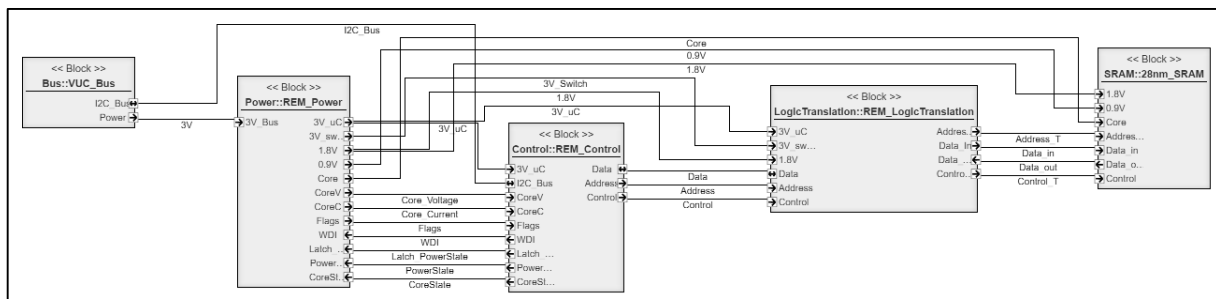 I2C_Bus
Core
0.9V
1.8V
3V_Switch
1.8V
3V_uC
3V_uC
3V
<< Block >>
Bus::VUC_Bus
I2C_Bus
Power
<< Block >>
Power::REM_Power
3V_Bus
3V_uC
3V_sw...
1.8V
0.9V
Core
CoreV
CoreC
Flags
WDI
Latch_...
Power...
CoreSt...
Core_Voltage
Core_Current
Flags
WDI
Latch_PowerState
PowerState
CoreState
<< Block >>
Control::REM_Control
3V_uC
I2C_Bus
CoreV
CoreC
Flags
WDI
Latch_...
Power...
CoreSt...
Data
Address
Control
Data
Address
Control
<< Block >>
LogicTranslation::REM_LogicTranslation
3V_uC
3V_sw...
1.8V
Data
Address
Control
Addres...
Data_In
Data_...
Contro...
Address_T
Data_in
Data_out
Control_T
<< Block >>
SRAM::28nm_SRAM
1.8V
0.9V
Core
Addres...
Data_in
Data_o...
Control